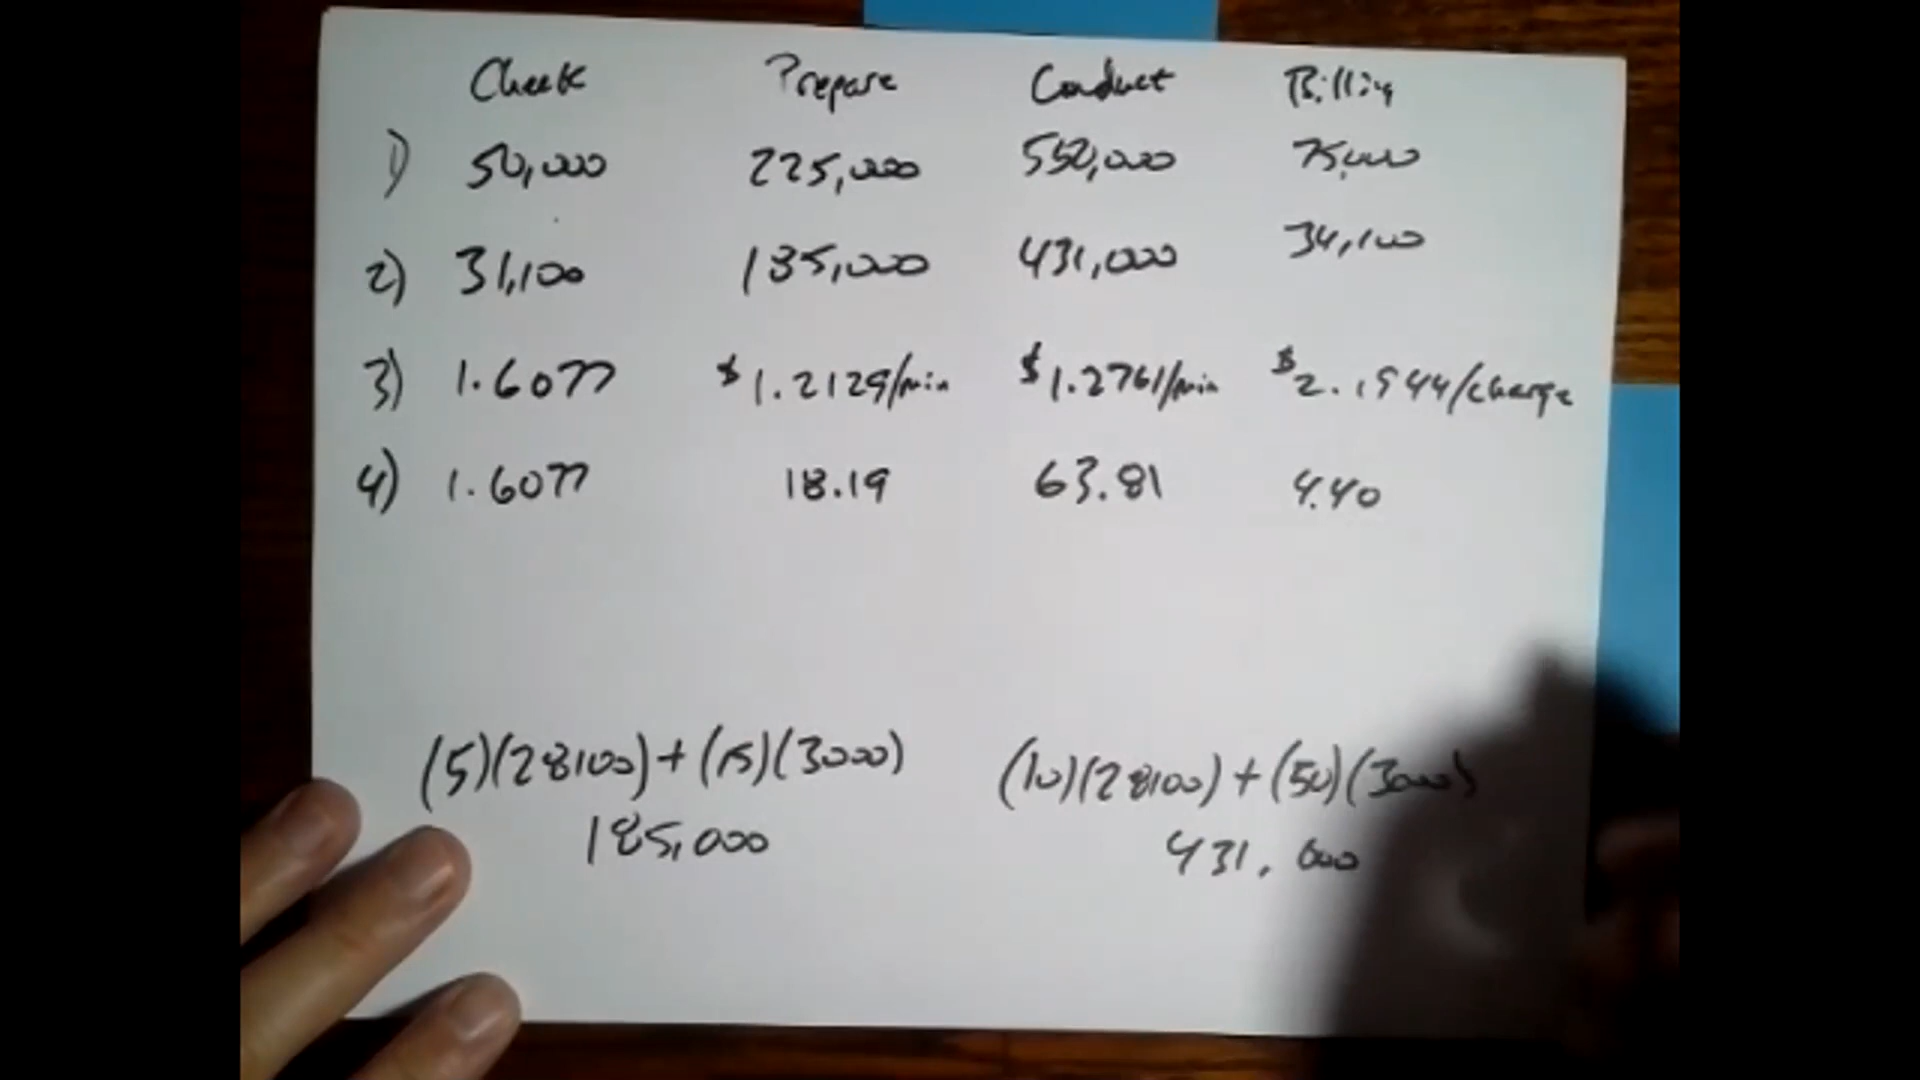 Check Prepare Conduct Billing
1) 50,000 225,000 550,000 75,000
2) 31,100 185,000 431,000 34,100
3) 1.6077 $1.2129/min $1.2761/min $2.1944/charge
4) 1.6077 18.19 63.81 4.40
(5)(28100)+(15)(3000) (10)(28100)+(50)(3000)
185,000 431,000